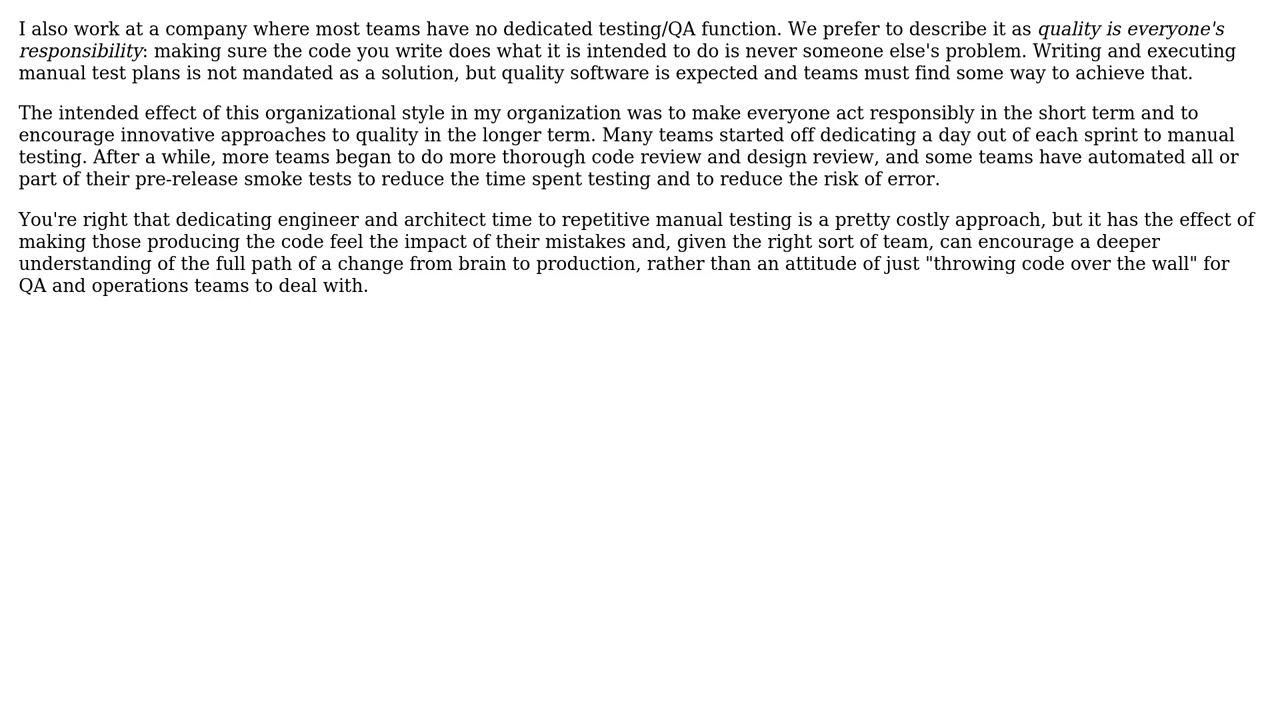 I also work at a company where most teams have no dedicated testing/QA function. We prefer to describe it as quality is everyone's
responsibility: making sure the code you write does what it is intended to do is never someone else's problem. Writing and executing
manual test plans is not mandated as a solution, but quality software is expected and teams must find some way to achieve that.
The intended effect of this organizational style in my organization was to make everyone act responsibly in the short term and to
encourage innovative approaches to quality in the longer term. Many teams started off dedicating a day out of each sprint to manual
testing. After a while, more teams began to do more thorough code review and design review, and some teams have automated all or
part of their pre-release smoke tests to reduce the time spent testing and to reduce the risk of error.
You're right that dedicating engineer and architect time to repetitive manual testing is a pretty costly approach, but it has the effect of
making those producing the code feel the impact of their mistakes and, given the right sort of team, can encourage a deeper
understanding of the full path of a change from brain to production, rather than an attitude of just "throwing code over the wall" for
QA and operations teams to deal with.